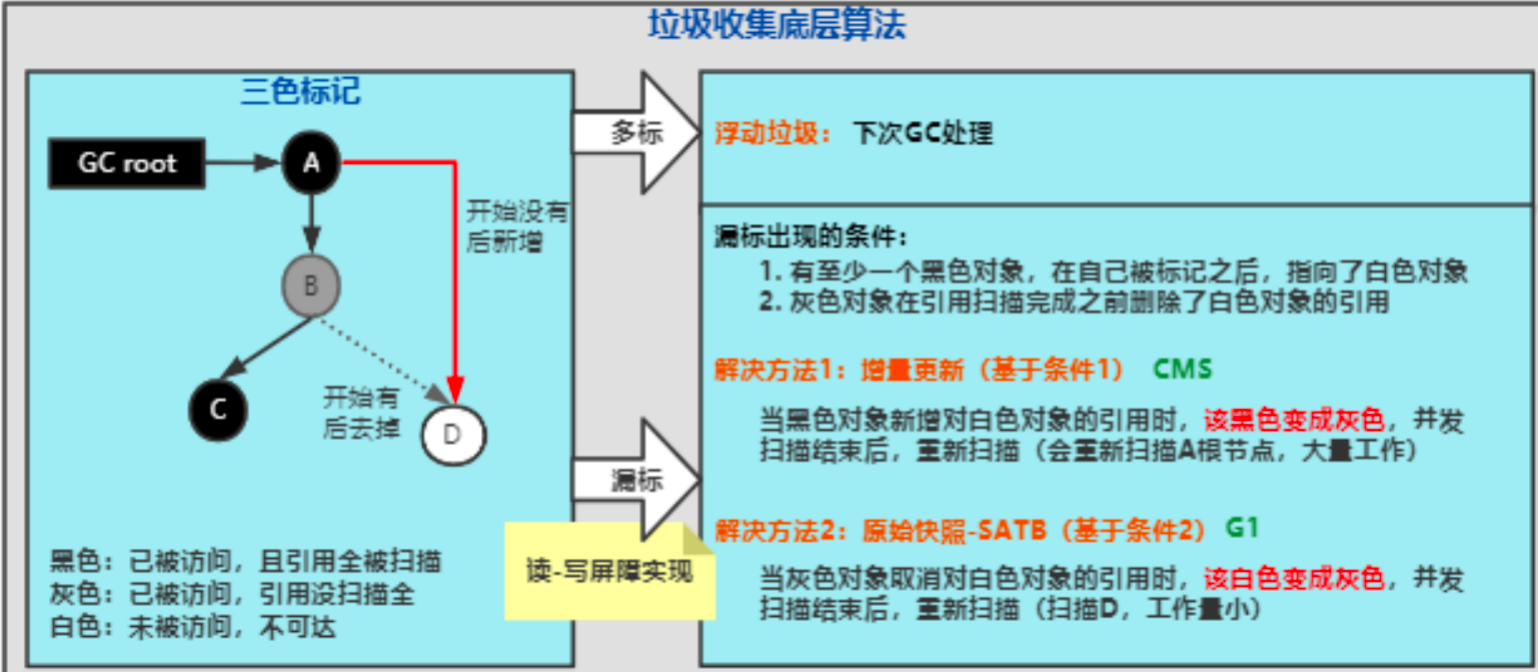 垃圾收集底层算法
三色标记
GC root
A
开始没有
后新增
B
C
开始有
后去掉
D
黑色：已被访问，且引用全被扫描
灰色：已被访问，引用没扫描全
白色：未被访问，不可达
多标
漏标
读-写屏障实现
浮动垃圾： 下次GC处理
漏标出现的条件：
1. 有至少一个黑色对象，在自己被标记之后，指向了白色对象
2. 灰色对象在引用扫描完成之前删除了白色对象的引用
解决方法1：增量更新（基于条件1） CMS
当黑色对象新增对白色对象的引用时，该黑色变成灰色，并发
扫描结束后，重新扫描（会重新扫描A根节点，大量工作）
解决方法2：原始快照-SATB（基于条件2） G1
当灰色对象取消对白色对象的引用时，该白色变成灰色，并发
扫描结束后，重新扫描（扫描D，工作量小）